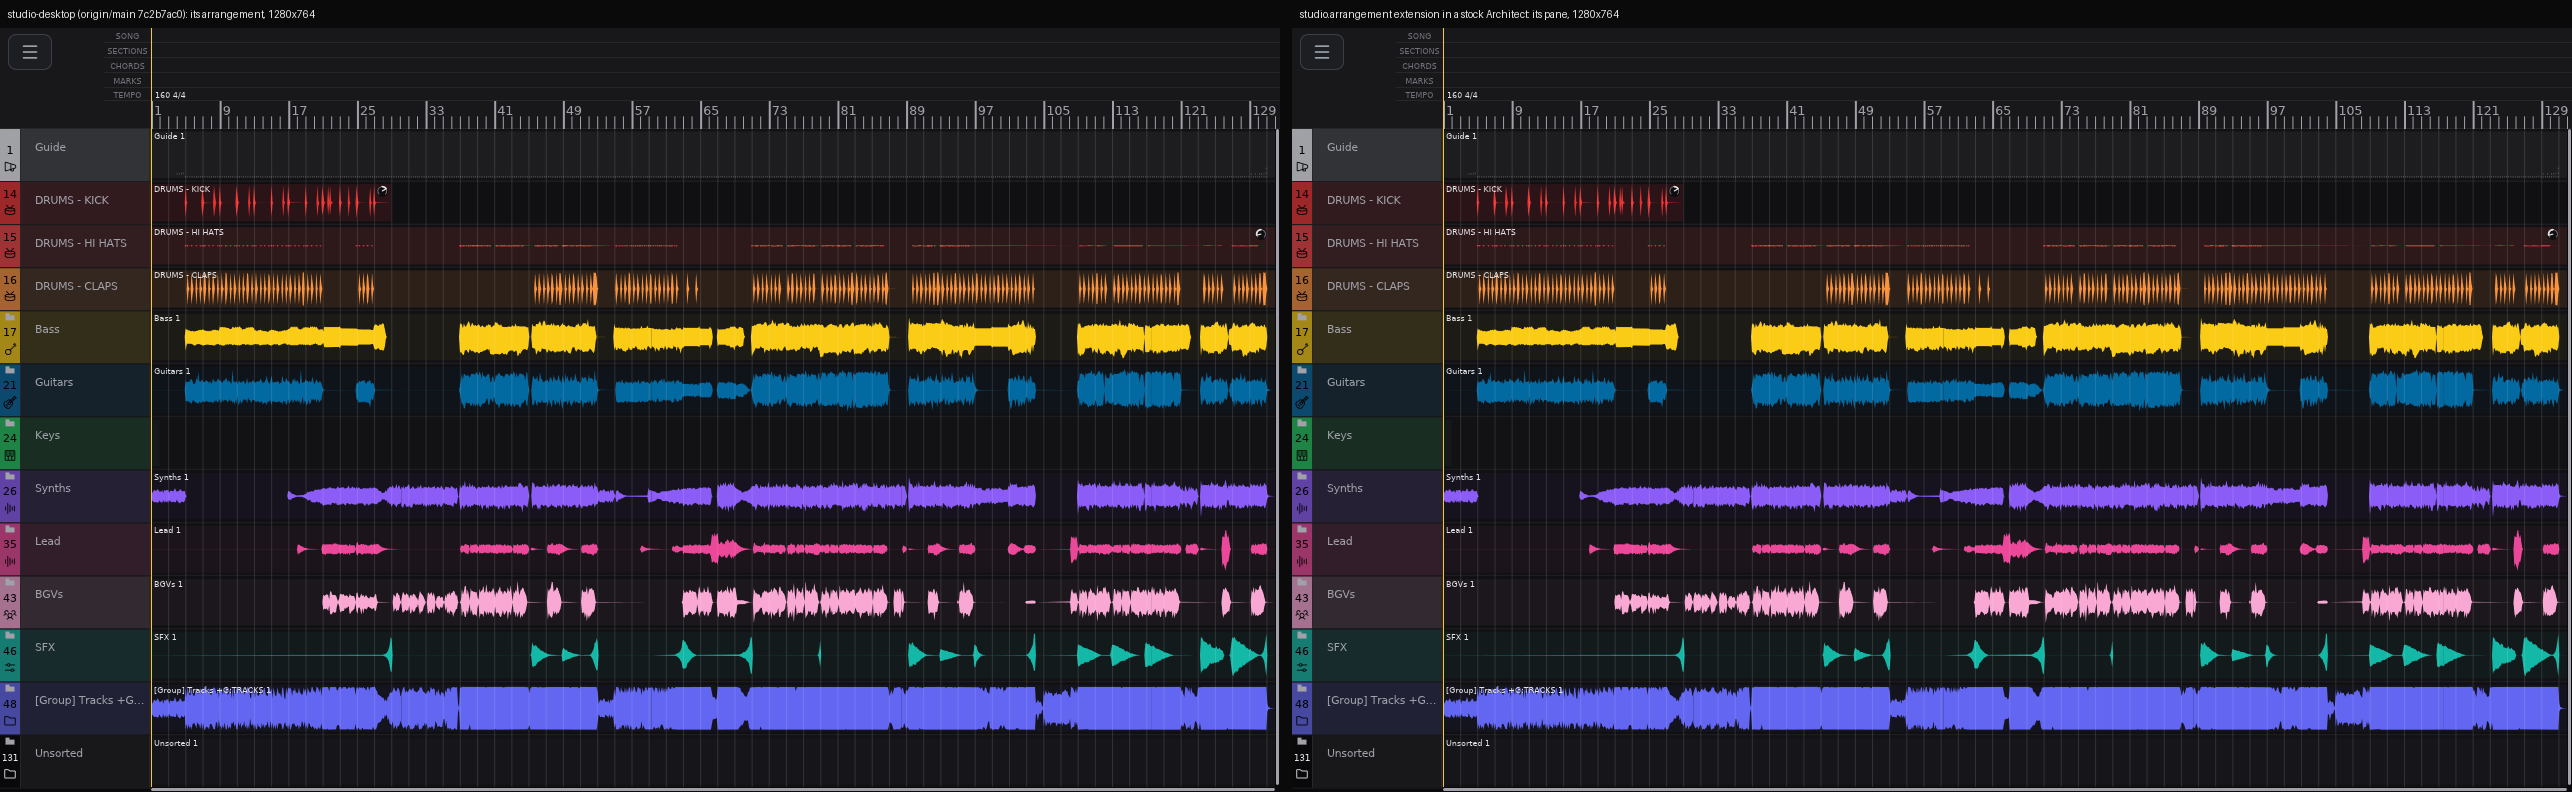 studio-desktop (origin/main 7c2b7ac0): its arrangement, 1280x764
SONG
SECTIONS
CHORDS
MARKS
TEMPO 160 4/4
1 9 17 25 33 41 49 57 65 73 81 89 97 105 113 121 129
1 Guide Guide 1
14 DRUMS - KICK DRUMS - KICK
15 DRUMS - HI HATS DRUMS - HI HATS
16 DRUMS - CLAPS DRUMS - CLAPS
17 Bass Bass 1
21 Guitars Guitars 1
24 Keys
26 Synths Synths 1
35 Lead Lead 1
43 BGVs BGVs 1
46 SFX SFX 1
48 [Group] Tracks +G... [Group] Tracks +G:TRACKS 1
131 Unsorted Unsorted 1
studio.arrangement extension in a stock Architect: its pane, 1280x764
SONG
SECTIONS
CHORDS
MARKS
TEMPO 160 4/4
1 9 17 25 33 41 49 57 65 73 81 89 97 105 113 121 129
1 Guide Guide 1
14 DRUMS - KICK DRUMS - KICK
15 DRUMS - HI HATS DRUMS - HI HATS
16 DRUMS - CLAPS DRUMS - CLAPS
17 Bass Bass 1
21 Guitars Guitars 1
24 Keys
26 Synths Synths 1
35 Lead Lead 1
43 BGVs BGVs 1
46 SFX SFX 1
48 [Group] Tracks +G... [Group] Tracks +G:TRACKS 1
131 Unsorted Unsorted 1